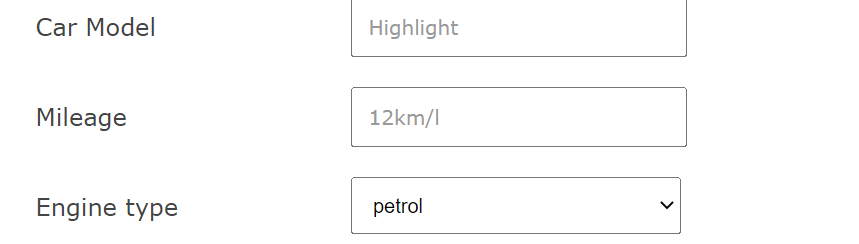 Car Model Highlight
Mileage 12km/l
Engine type petrol